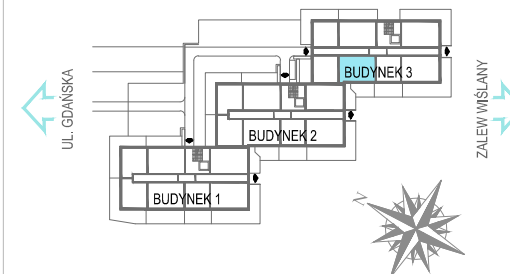 BUDYNEK 3
UL. GDAŃSKA
ZALEW WIŚLANY
BUDYNEK 2
BUDYNEK 1
N